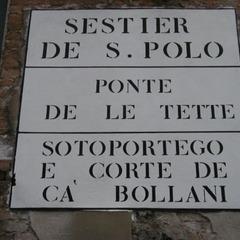 SESTIER
DE S. POLO
PONTE
DE LE TETTE
SOTOPORTEGO
E CORTE DE
CA' BOLLANI